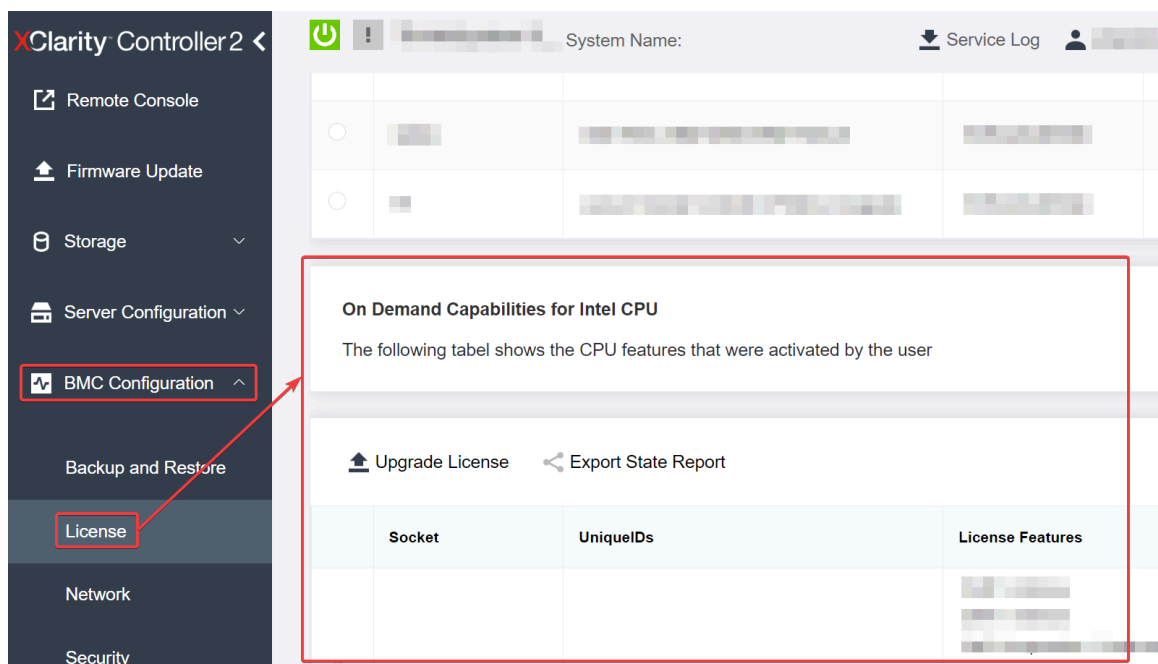 XClarity Controller 2
System Name:
Service Log
Remote Console
Firmware Update
Storage
Server Configuration
BMC Configuration
Backup and Restore
License
Network
Security
On Demand Capabilities for Intel CPU
The following tabel shows the CPU features that were activated by the user
Upgrade License
Export State Report
Socket
UniqueIDs
License Features